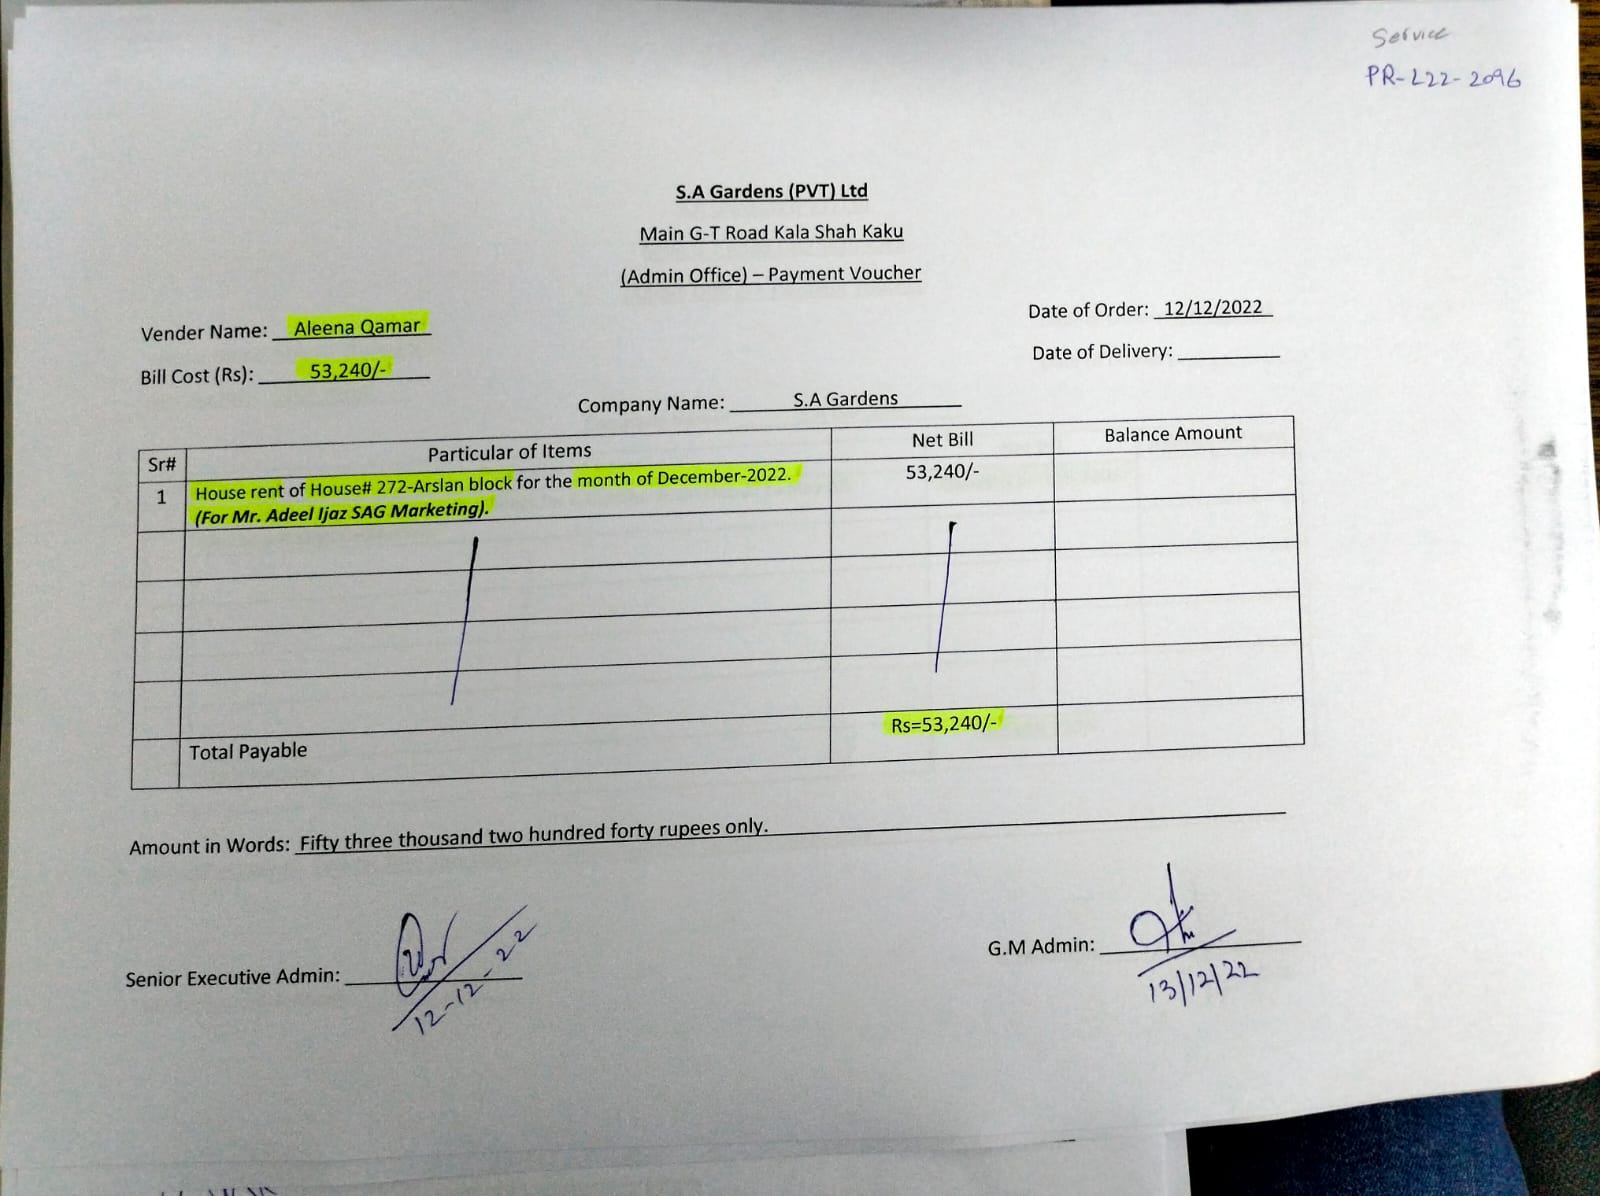 Service
PR-L22-2096
S.A Gardens (PVT) Ltd
Main G-T Road Kala Shah Kaku
(Admin Office) – Payment Voucher
Vender Name: Aleena Qamar
Date of Order: 12/12/2022
Bill Cost (Rs): 53,240/-
Date of Delivery:
Company Name: S.A Gardens
Sr# Particular of Items Net Bill Balance Amount
1 House rent of House# 272-Arslan block for the month of December-2022. 53,240/-
(For Mr. Adeel Ijaz SAG Marketing).
Total Payable Rs=53,240/-
Amount in Words: Fifty three thousand two hundred forty rupees only.
Senior Executive Admin:
12-12-22
G.M Admin:
13/12/22